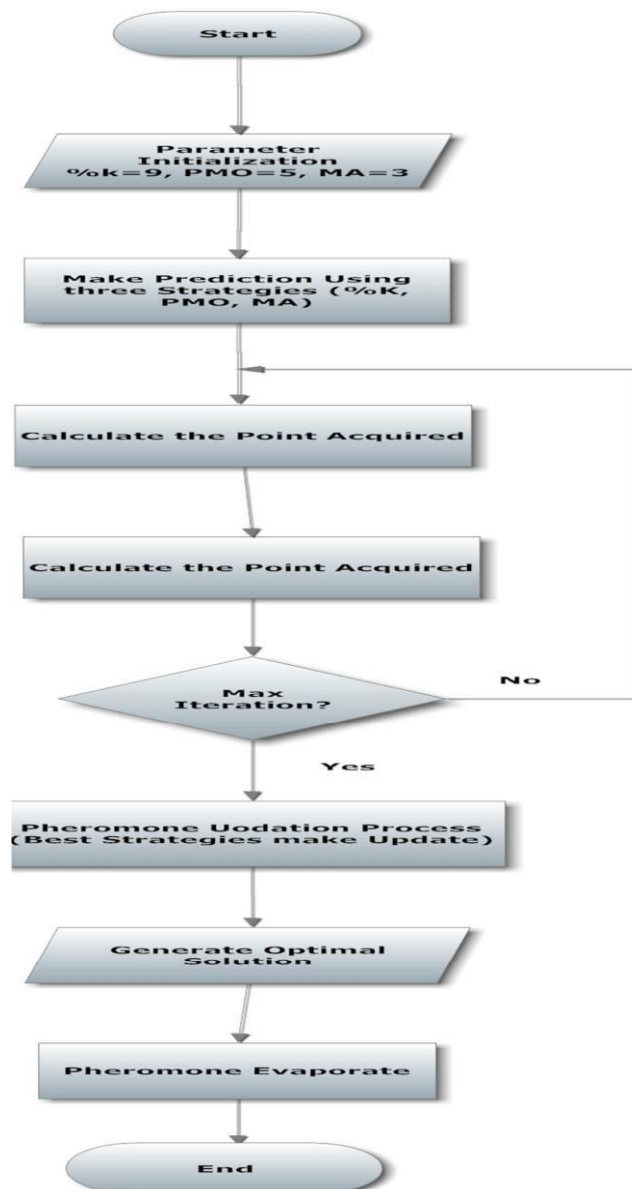 Start
Parameter
Initialization
%k=9, PMO=5, MA=3
Make Prediction Using
three Strategies (%K,
PMO, MA)
Calculate the Point Acquired
Calculate the Point Acquired
Max
Iteration?
No
Yes
Pheromone Uodation Process
(Best Strategies make Update)
Generate Optimal
Solution
Pheromone Evaporate
End